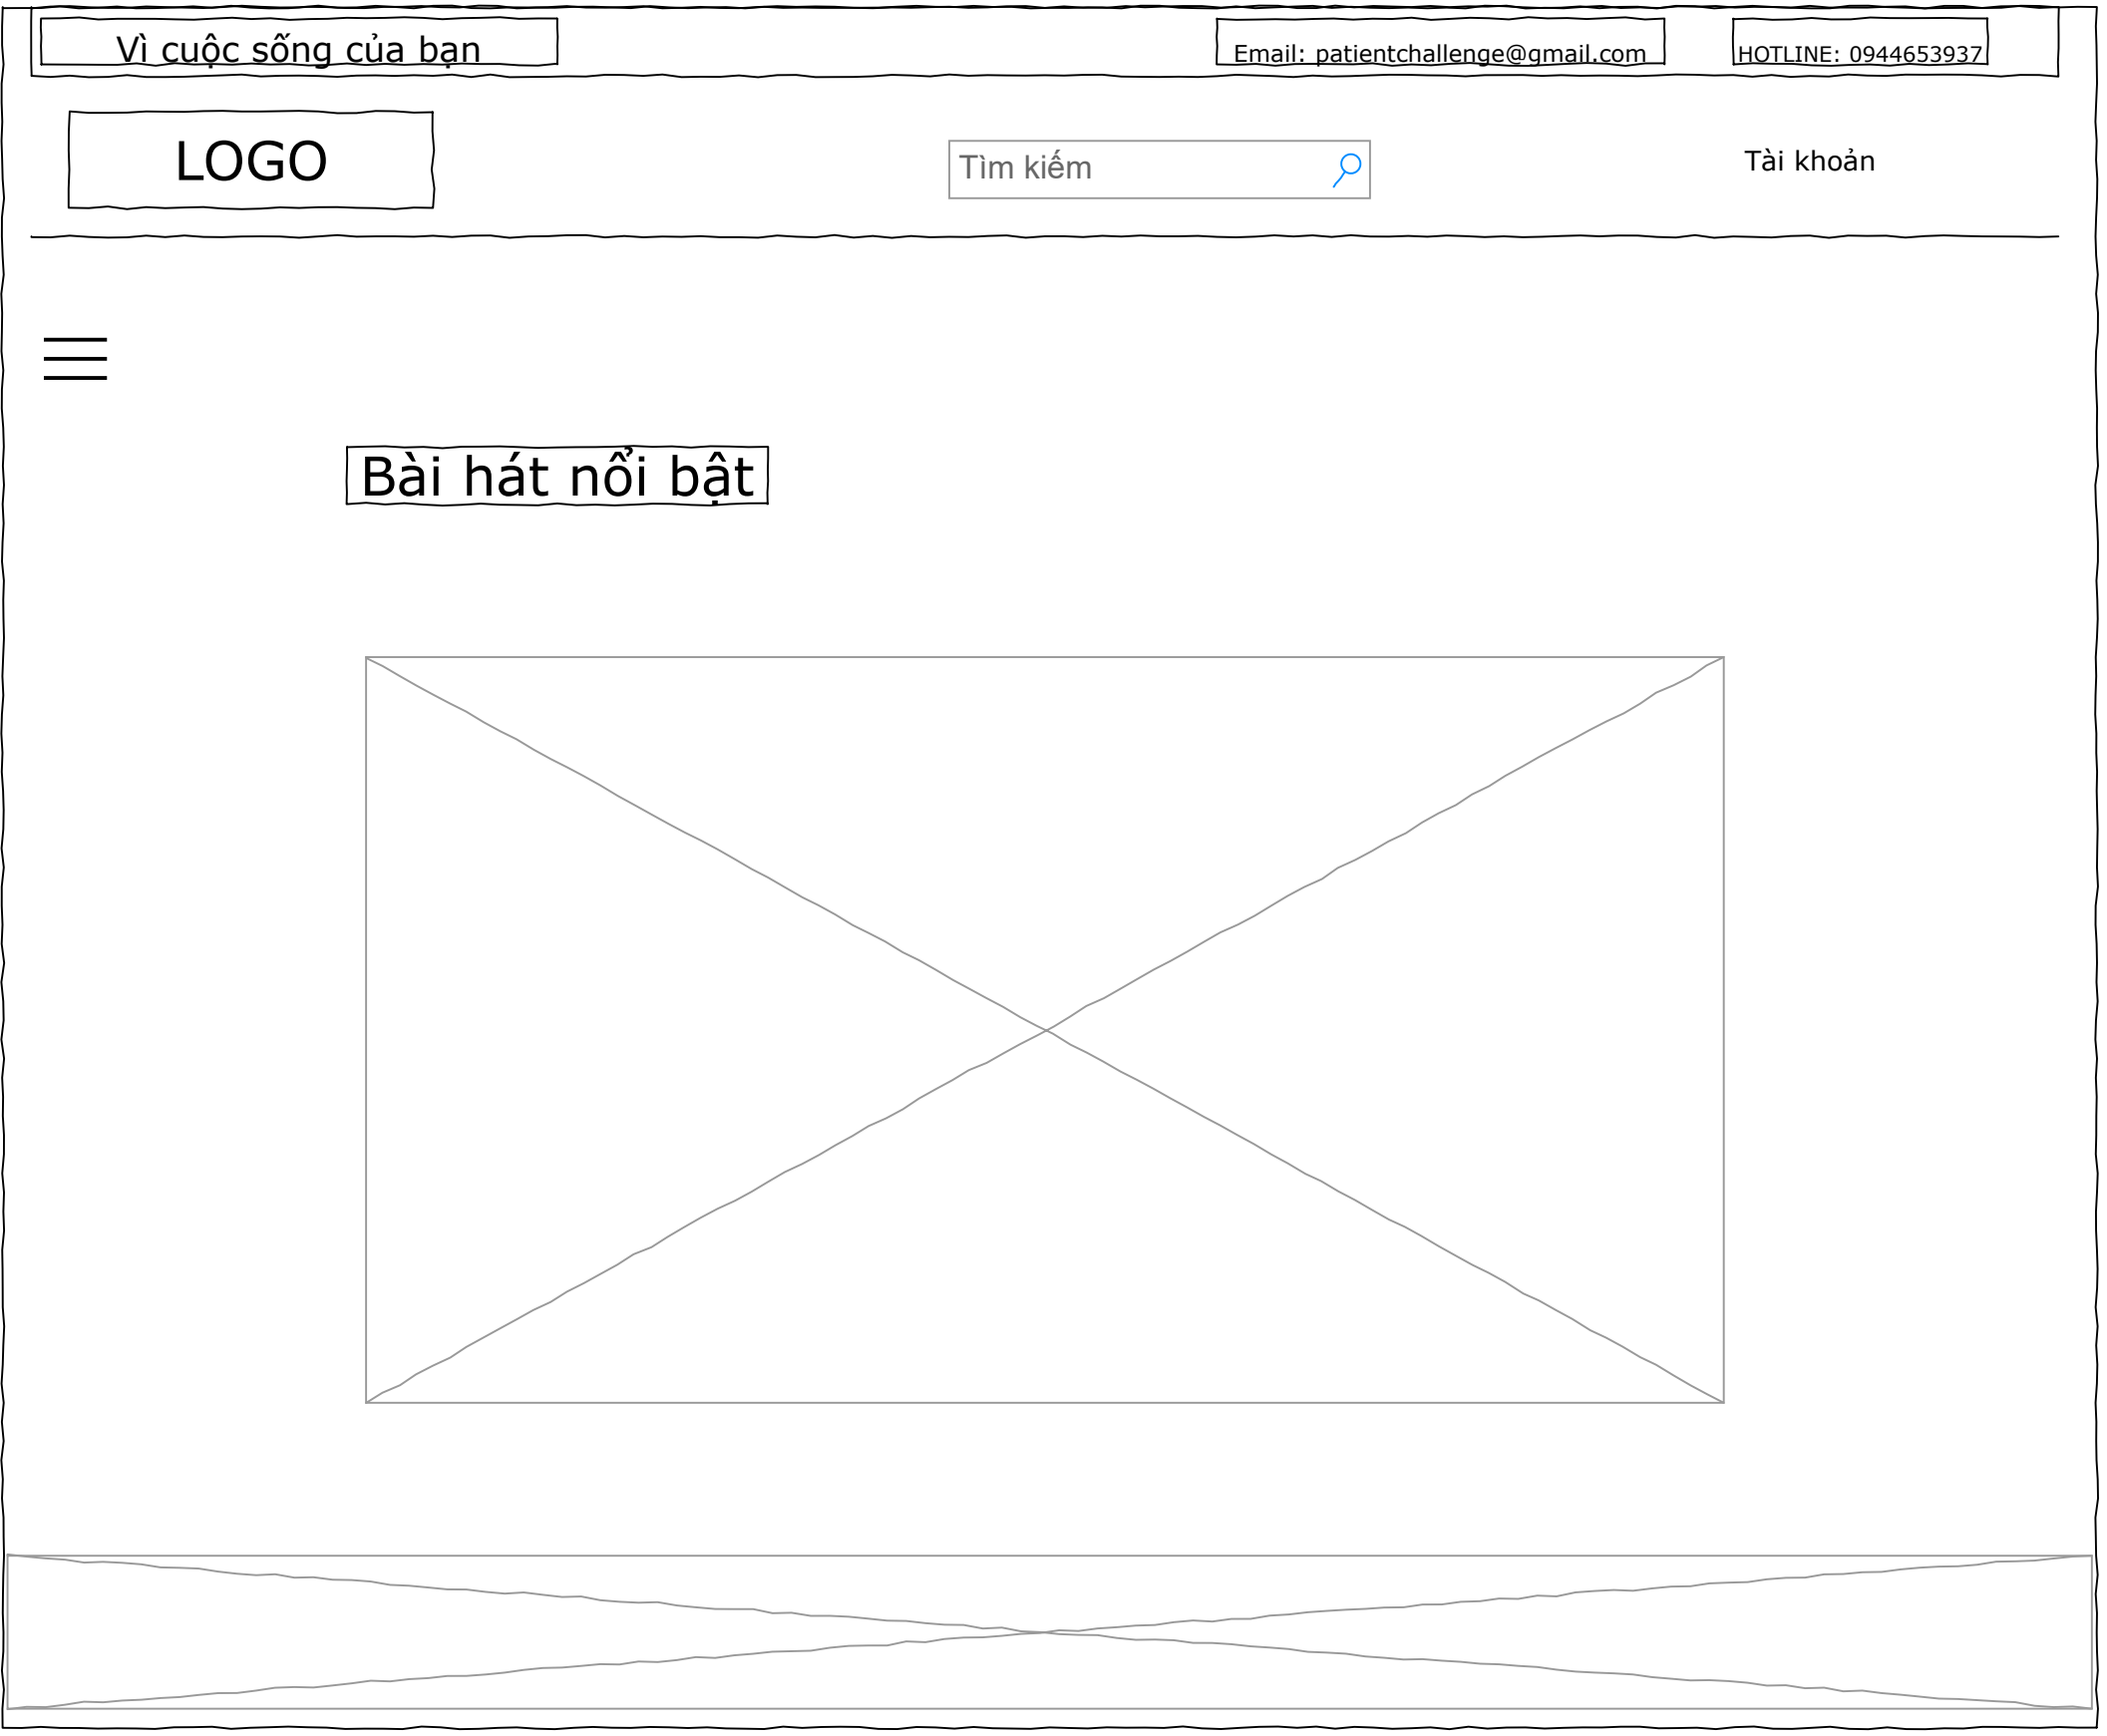 Vì cuộc sống của bạn
Email: patientchallenge@gmail.com
HOTLINE: 0944653937
LOGO
Tìm kiếm
Tài khoản
Bài hát nổi bật